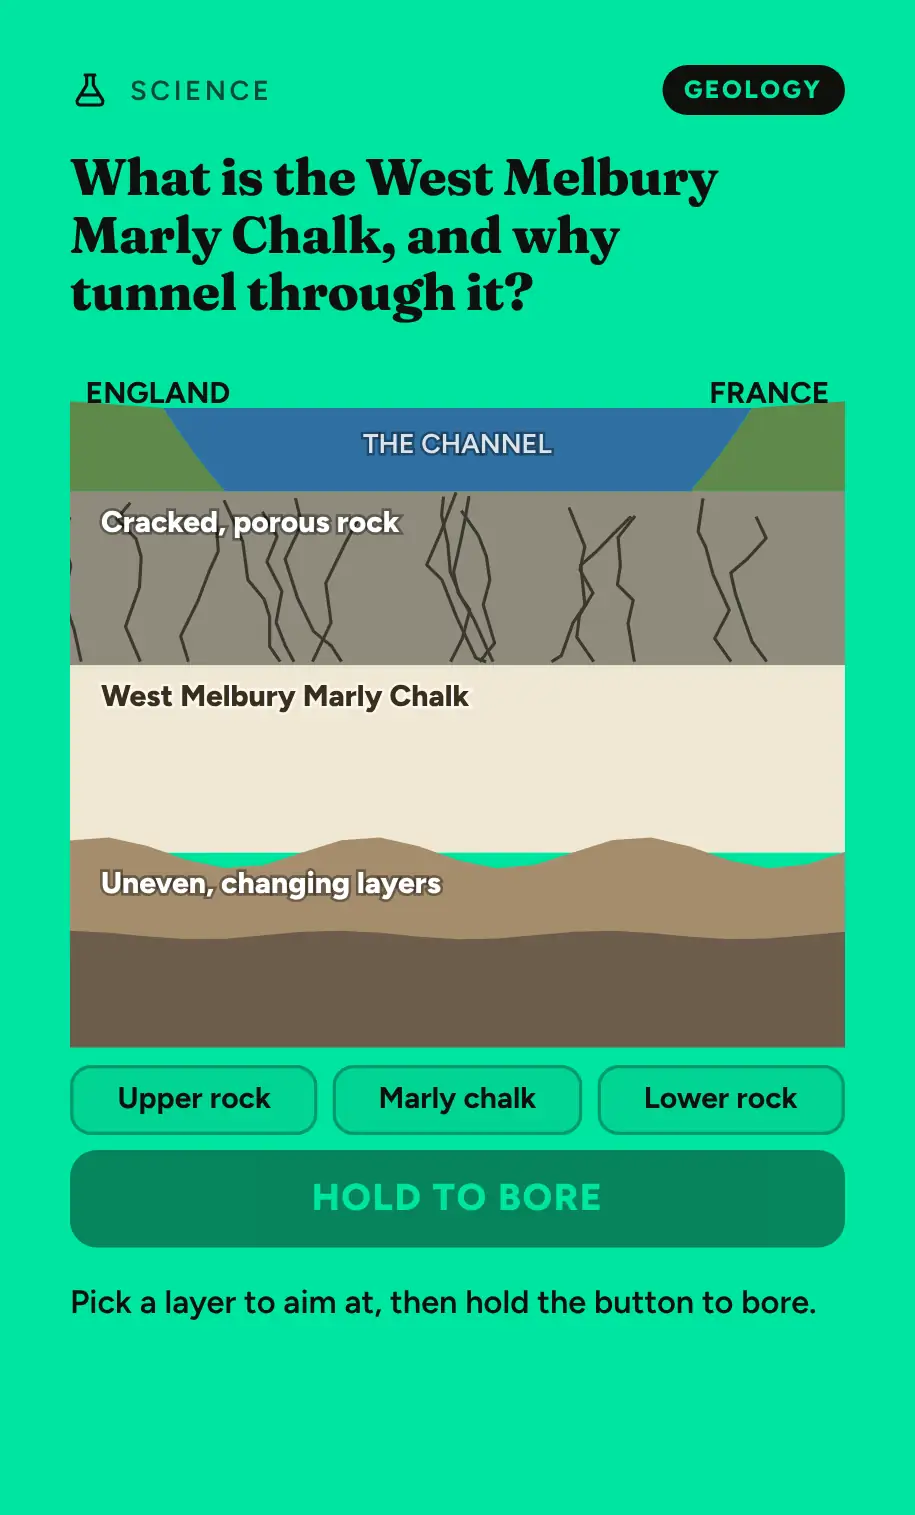 SCIENCE
GEOLOGY
What is the West Melbury
Marly Chalk, and why
tunnel through it?
ENGLAND
FRANCE
THE CHANNEL
Cracked, porous rock
West Melbury Marly Chalk
Uneven, changing layers
Upper rock
Marly chalk
Lower rock
HOLD TO BORE
Pick a layer to aim at, then hold the button to bore.